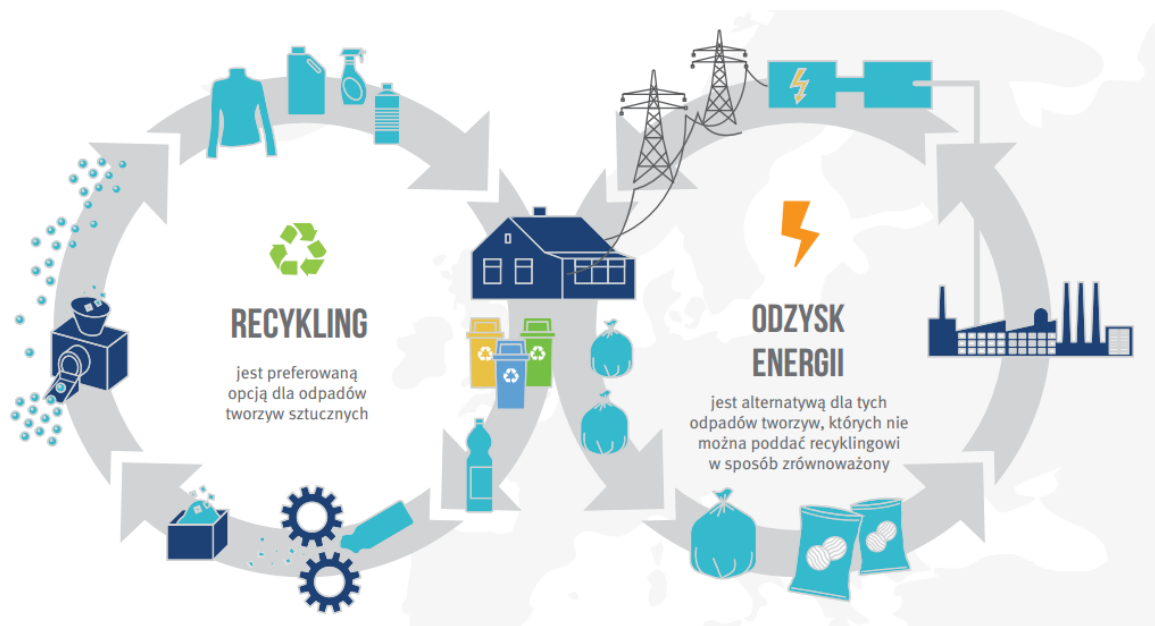 RECYKLING
jest preferowaną
opcją dla odpadów
tworzyw sztucznych
ODZYSK
ENERGII
jest alternatywą dla tych
odpadów tworzyw, których nie
można poddać recyklingowi
w sposób zrównoważony